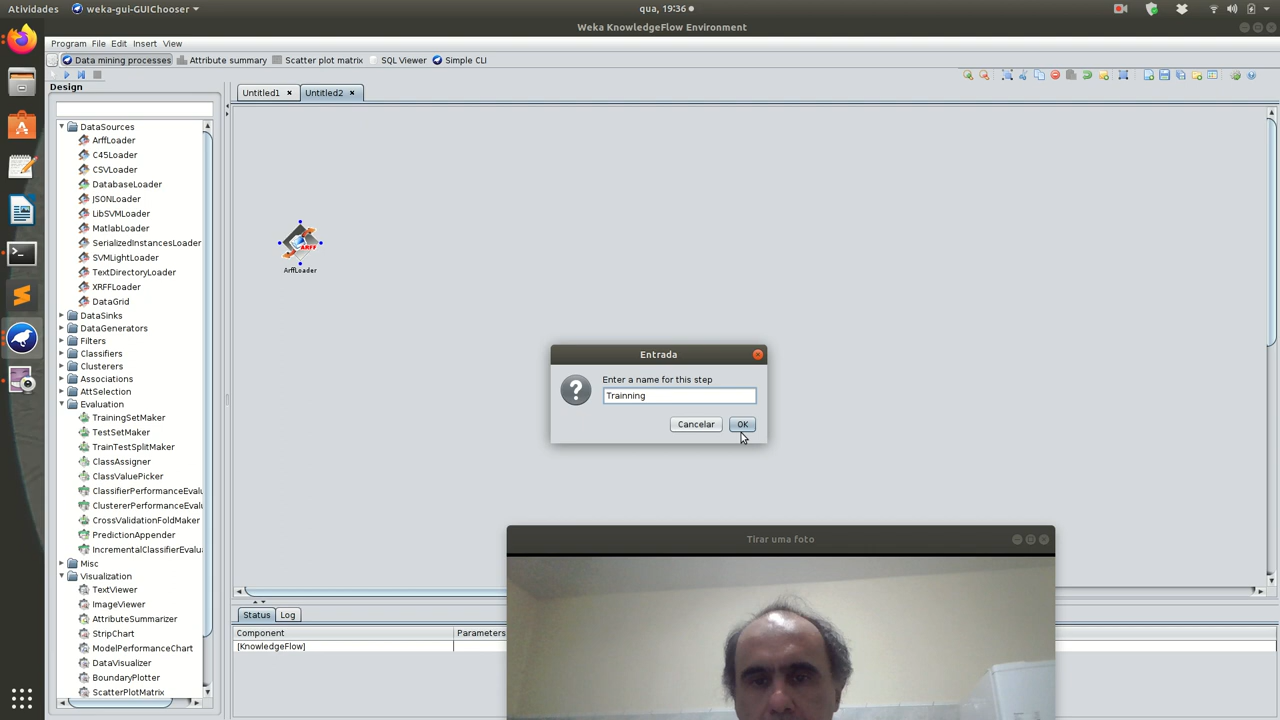 Atividades
weka-gui-GUIChooser
qua, 19:36
Weka KnowledgeFlow Environment
Program File Edit Insert View
Data mining processes Attribute summary Scatter plot matrix SQL Viewer Simple CLI
Design
Untitled1 Untitled2
DataSources
ArffLoader
C45Loader
CSVLoader
DatabaseLoader
JSONLoader
LibSVMLoader
MatlabLoader
SerializedInstancesLoader
SVMLightLoader
TextDirectoryLoader
XRFFLoader
DataGrid
DataSinks
DataGenerators
Filters
Classifiers
Clusterers
Associations
AttSelection
Evaluation
TrainingSetMaker
TestSetMaker
TrainTestSplitMaker
ClassAssigner
ClassValuePicker
ClassifierPerformanceEvalu
ClustererPerformanceEvalu
CrossValidationFoldMaker
PredictionAppender
IncrementalClassifierEvalua
Misc
Visualization
TextViewer
ImageViewer
AttributeSummarizer
StripChart
ModelPerformanceChart
DataVisualizer
BoundaryPlotter
ScatterPlotMatrix
ARFF
ArffLoader
Entrada
Enter a name for this step
Trainning
Cancelar OK
Tirar uma foto
Status Log
Component Parameters
[KnowledgeFlow]